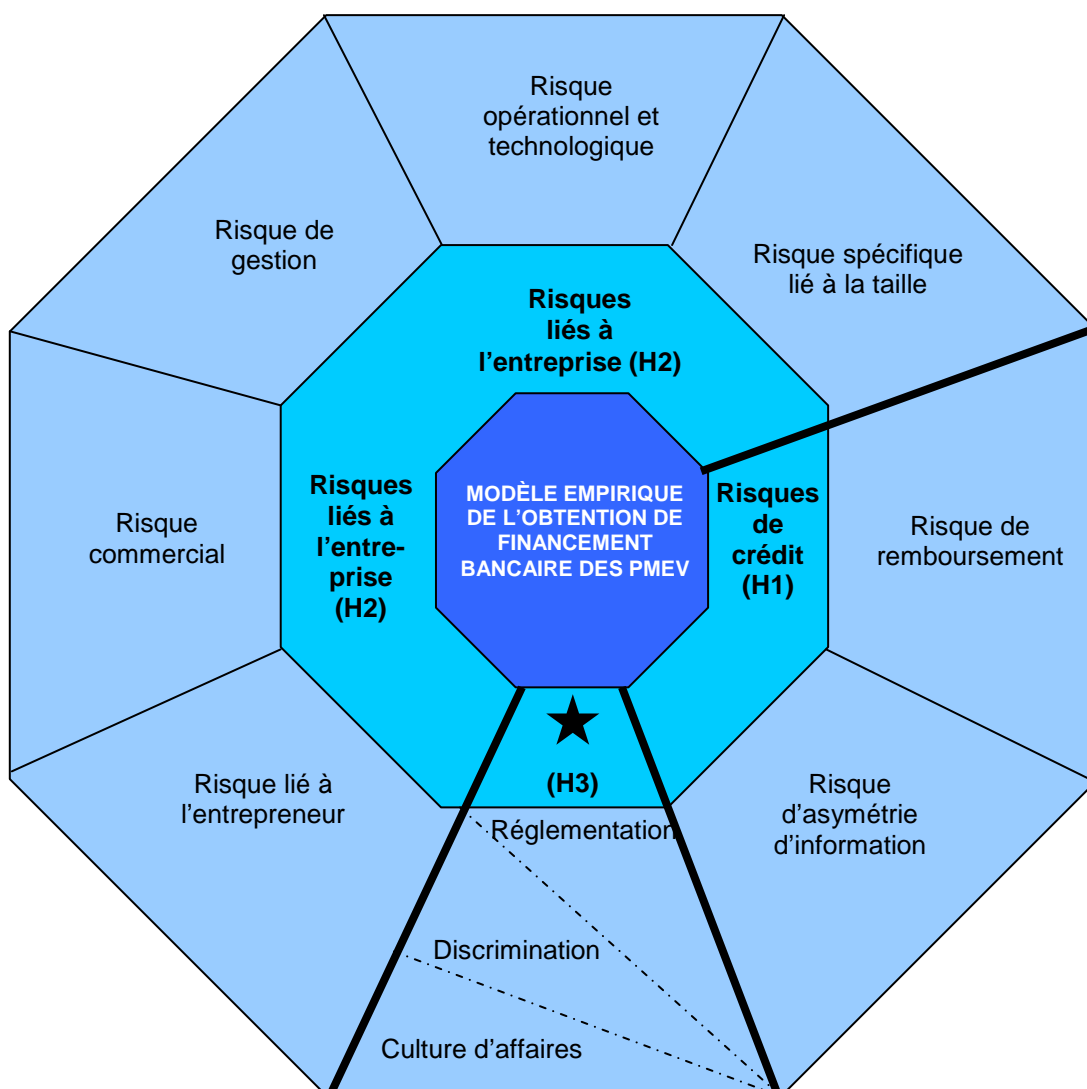 Risque
opérationnel et
technologique
Risque de
gestion
Risque spécifique
lié à la taille
Risques
liés à
l’entreprise (H2)
Risques
liés à
l’entre-
prise
(H2)
MODÈLE EMPIRIQUE
DE L’OBTENTION DE
FINANCEMENT
BANCAIRE DES PMEV
Risques
de
crédit
(H1)
Risque
commercial
Risque de
remboursement
(H3)
Risque lié à
l’entrepreneur
Réglementation
Risque
d’asymétrie
d’information
Discrimination
Culture d’affaires